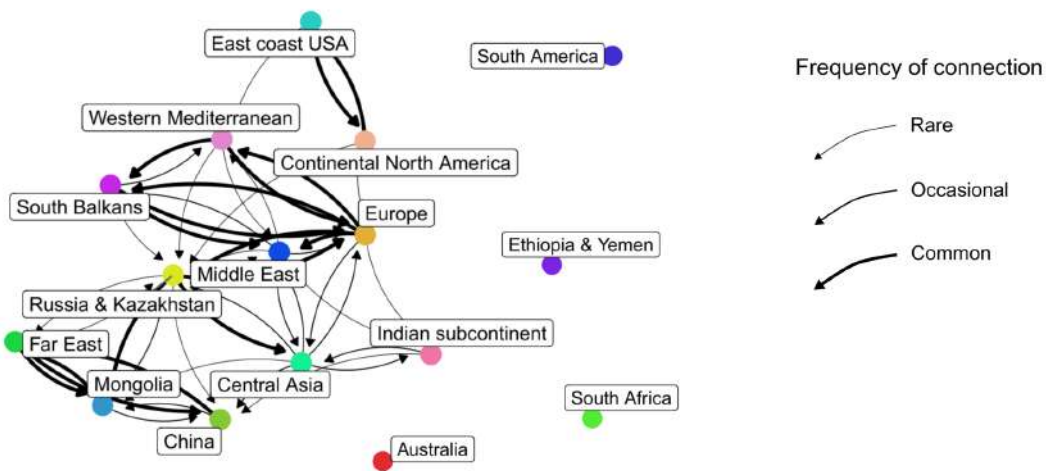 East coast USA
South America
Frequency of connection
Western Mediterranean
Rare
Continental North America
Occasional
South Balkans
Europe
Ethiopia & Yemen
Common
Middle East
Russia & Kazakhstan
Indian subcontinent
Far East
Mongolia
Central Asia
South Africa
China
Australia